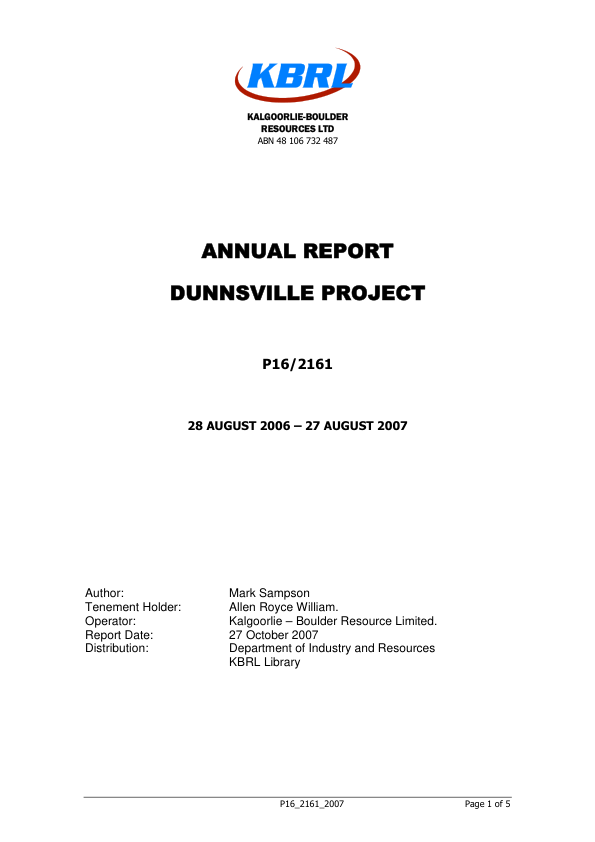 KBRL
KALGOORLIE-BOULDER
RESOURCES LTD
ABN 48 106 732 487
ANNUAL REPORT
DUNNSVILLE PROJECT
P16/2161
28 AUGUST 2006 – 27 AUGUST 2007
Author: Mark Sampson
Tenement Holder: Allen Royce William.
Operator: Kalgoorlie – Boulder Resource Limited.
Report Date: 27 October 2007
Distribution: Department of Industry and Resources
KBRL Library
P16_2161_2007 Page 1 of 5